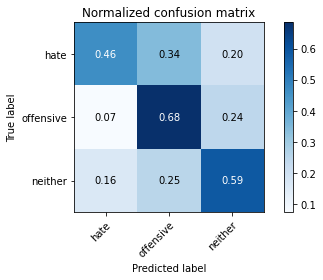 Normalized confusion matrix
True label
hate 0.46 0.34 0.20
offensive 0.07 0.68 0.24
neither 0.16 0.25 0.59
hate offensive neither
Predicted label
0.6
0.5
0.4
0.3
0.2
0.1